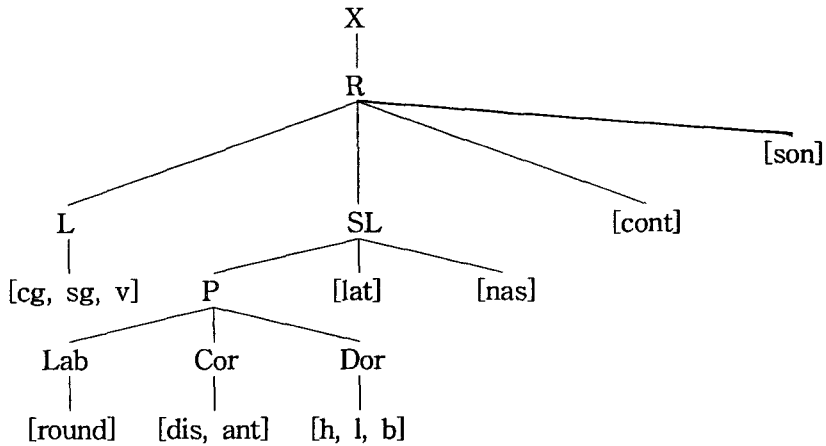 X
R
[son]
L SL [cont]
[cg, sg, v] P [lat] [nas]
Lab Cor Dor
[round] [dis, ant] [h, l, b]